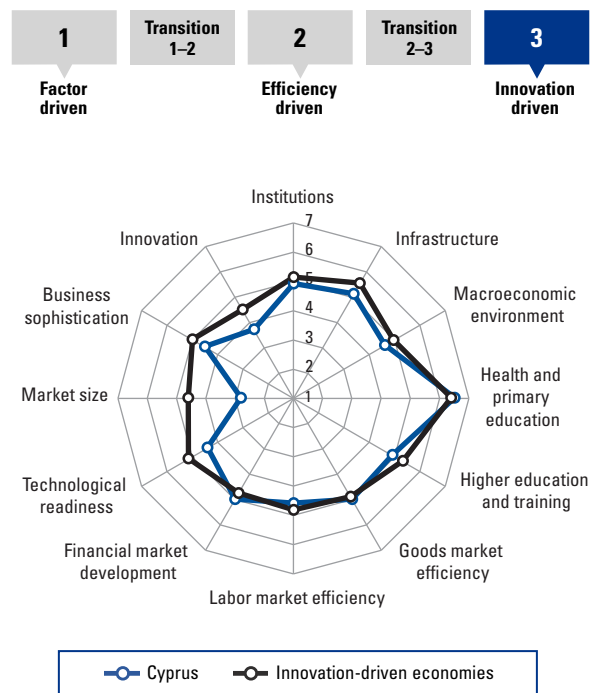 1
Transition
1–2
2
Transition
2–3
3
Factor
driven
Efficiency
driven
Innovation
driven
Institutions
7
Innovation
6
Infrastructure
5
Business
sophistication
4
Macroeconomic
environment
3
2
Market size
1
Health and
primary
education
Technological
readiness
Higher education
and training
Financial market
development
Goods market
efficiency
Labor market efficiency
Cyprus
Innovation-driven economies